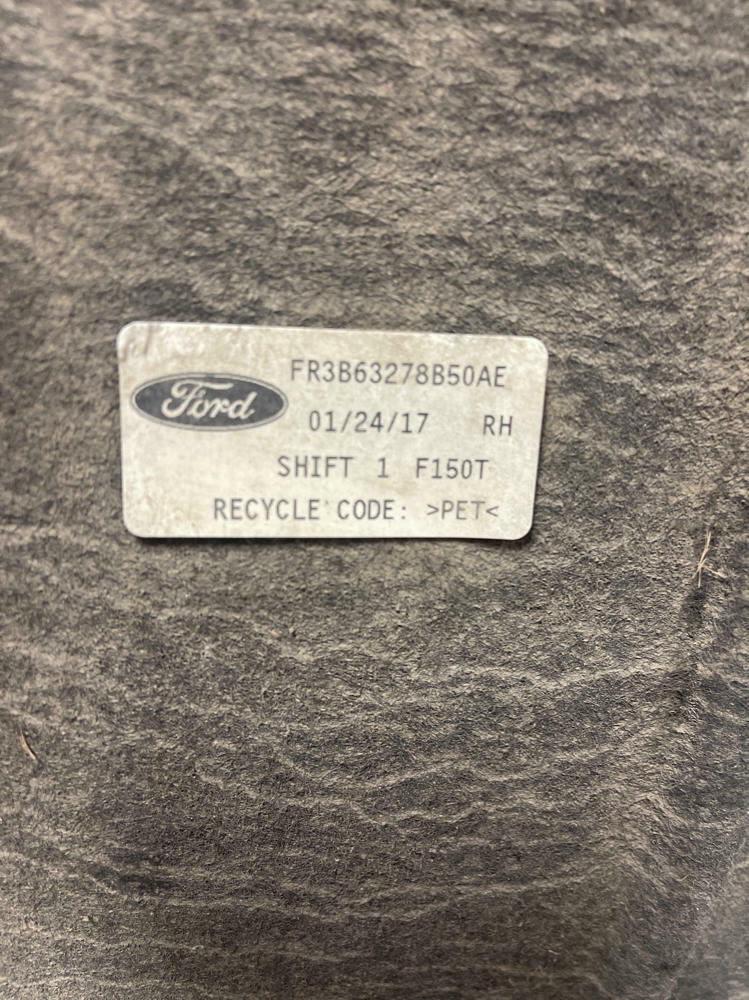 FR3B63278B50AE
Ford
01/24/17 RH
SHIFT 1 F150T
RECYCLE CODE: >PET<